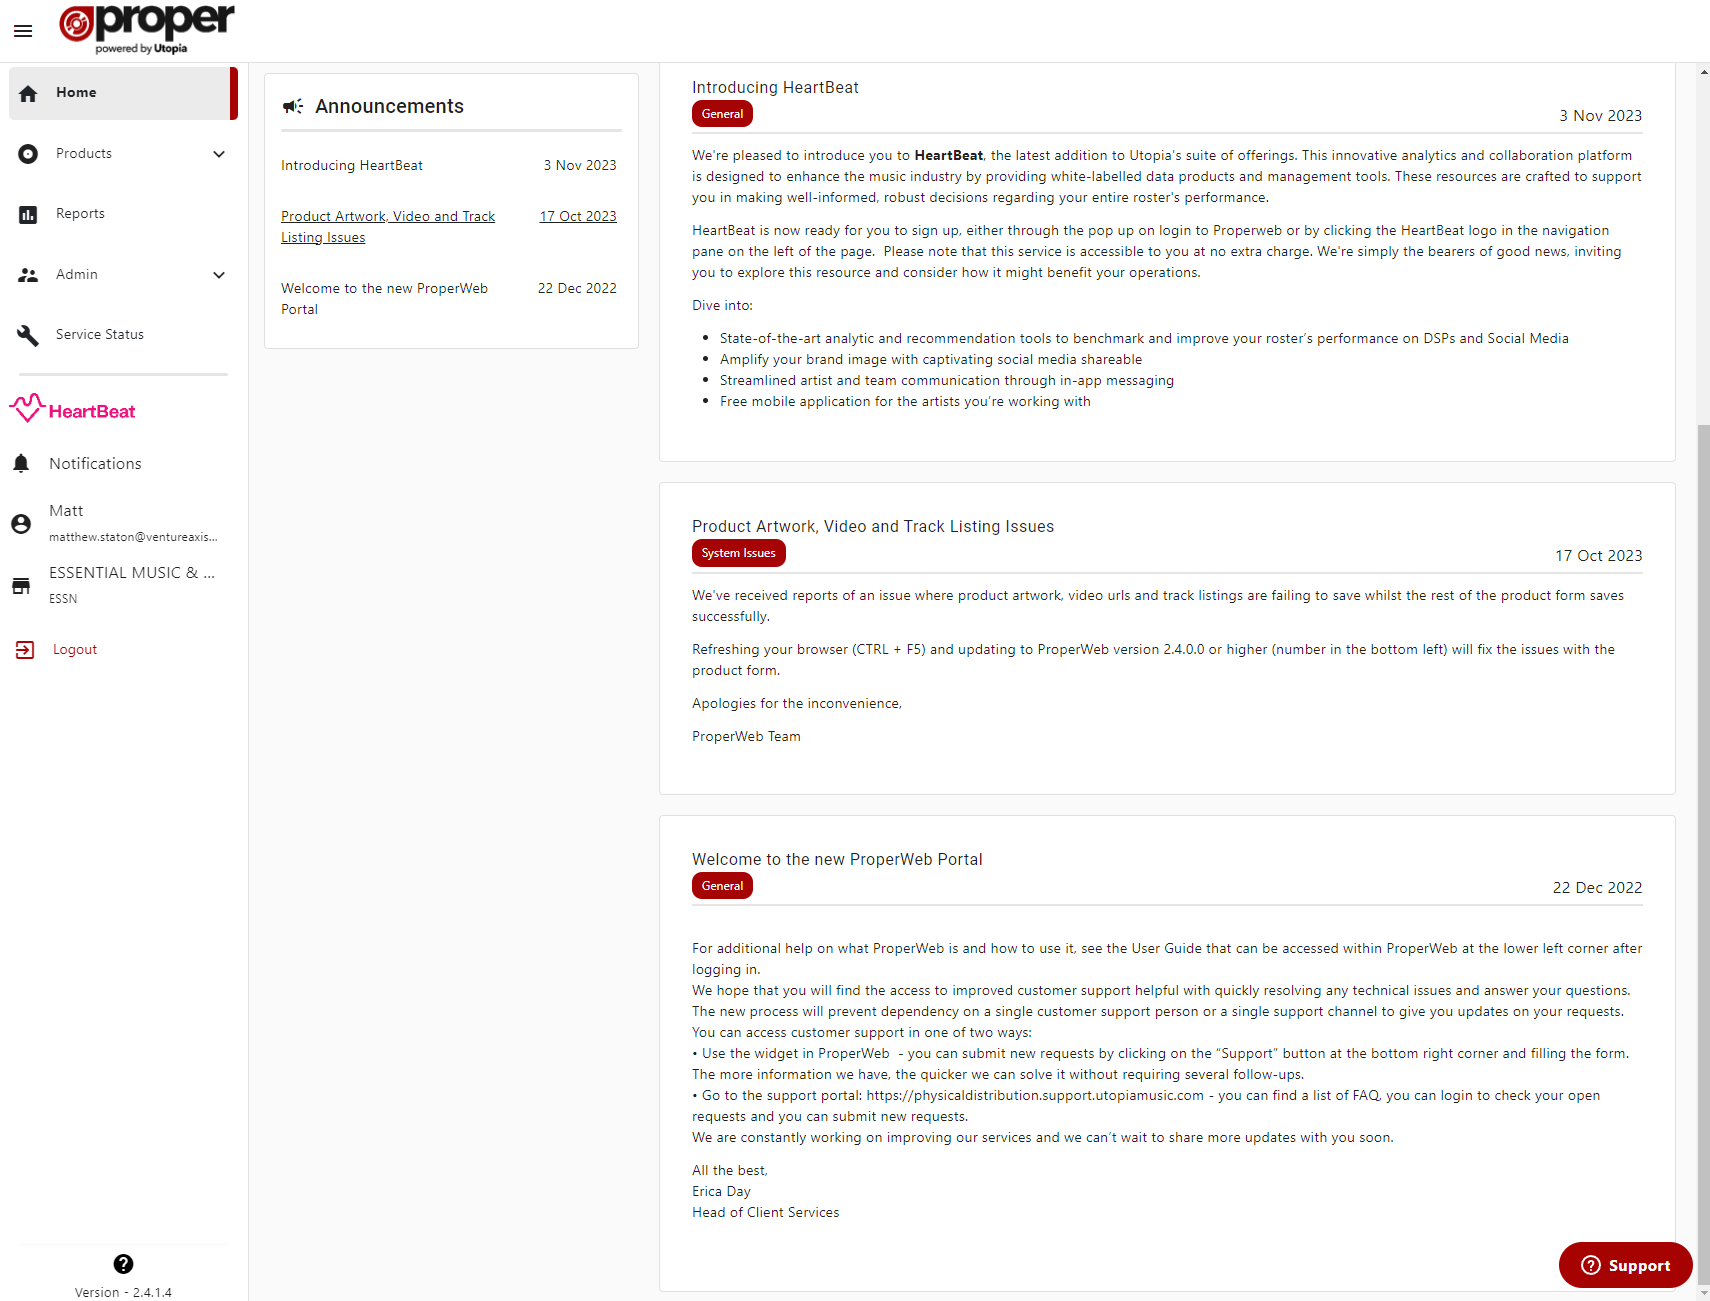 proper
powered by Utopia
Home
Products
Reports
Admin
Service Status
HeartBeat
Notifications
Matt
matthew.staton@ventureaxis...
ESSENTIAL MUSIC & ...
ESSN
Logout
Version - 2.4.1.4
Announcements
Introducing HeartBeat 3 Nov 2023
Product Artwork, Video and Track 17 Oct 2023
Listing Issues
Welcome to the new ProperWeb 22 Dec 2022
Portal
Introducing HeartBeat
General
3 Nov 2023
We're pleased to introduce you to HeartBeat, the latest addition to Utopia's suite of offerings. This innovative analytics and collaboration platform
is designed to enhance the music industry by providing white-labelled data products and management tools. These resources are crafted to support
you in making well-informed, robust decisions regarding your entire roster's performance.
HeartBeat is now ready for you to sign up, either through the pop up on login to Properweb or by clicking the HeartBeat logo in the navigation
pane on the left of the page.  Please note that this service is accessible to you at no extra charge. We're simply the bearers of good news, inviting
you to explore this resource and consider how it might benefit your operations.
Dive into:
• State-of-the-art analytic and recommendation tools to benchmark and improve your roster’s performance on DSPs and Social Media
• Amplify your brand image with captivating social media shareable
• Streamlined artist and team communication through in-app messaging
• Free mobile application for the artists you’re working with
Product Artwork, Video and Track Listing Issues
System Issues
17 Oct 2023
We've received reports of an issue where product artwork, video urls and track listings are failing to save whilst the rest of the product form saves
successfully.
Refreshing your browser (CTRL + F5) and updating to ProperWeb version 2.4.0.0 or higher (number in the bottom left) will fix the issues with the
product form.
Apologies for the inconvenience,
ProperWeb Team
Welcome to the new ProperWeb Portal
General
22 Dec 2022
For additional help on what ProperWeb is and how to use it, see the User Guide that can be accessed within ProperWeb at the lower left corner after
logging in.
We hope that you will find the access to improved customer support helpful with quickly resolving any technical issues and answer your questions.
The new process will prevent dependency on a single customer support person or a single support channel to give you updates on your requests.
You can access customer support in one of two ways:
• Use the widget in ProperWeb  - you can submit new requests by clicking on the “Support” button at the bottom right corner and filling the form.
The more information we have, the quicker we can solve it without requiring several follow-ups.
• Go to the support portal: https://physicaldistribution.support.utopiamusic.com - you can find a list of FAQ, you can login to check your open
requests and you can submit new requests.
We are constantly working on improving our services and we can’t wait to share more updates with you soon.
All the best,
Erica Day
Head of Client Services
Support